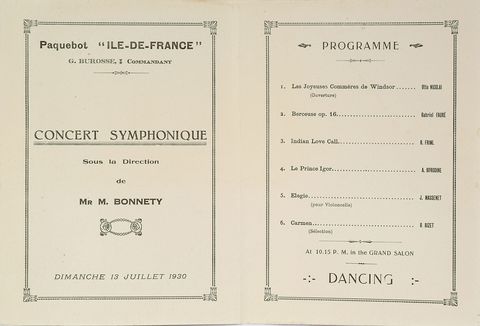 Paquebot "ILE-DE-FRANCE"
G. BUROSSE, Commandant
CONCERT SYMPHONIQUE
Sous la Direction
de
Mr M. BONNETY
DIMANCHE 13 JUILLET 1930
PROGRAMME
1. Les Joyeuses Commères de Windsor...... Otto NICOLAI
(Ouverture)
2. Berceuse op. 16........................ Gabriel FAURÉ
3. Indian Love Call....................... R. FRIML
4. Le Prince Igor......................... A. BORODINE
5. Elegie................................. J. MASSENET
(pour Violoncelle)
6. Carmen................................. G. BIZET
(Sélection)
At 10.15 P. M. in the GRAND SALON
-:- DANCING :-